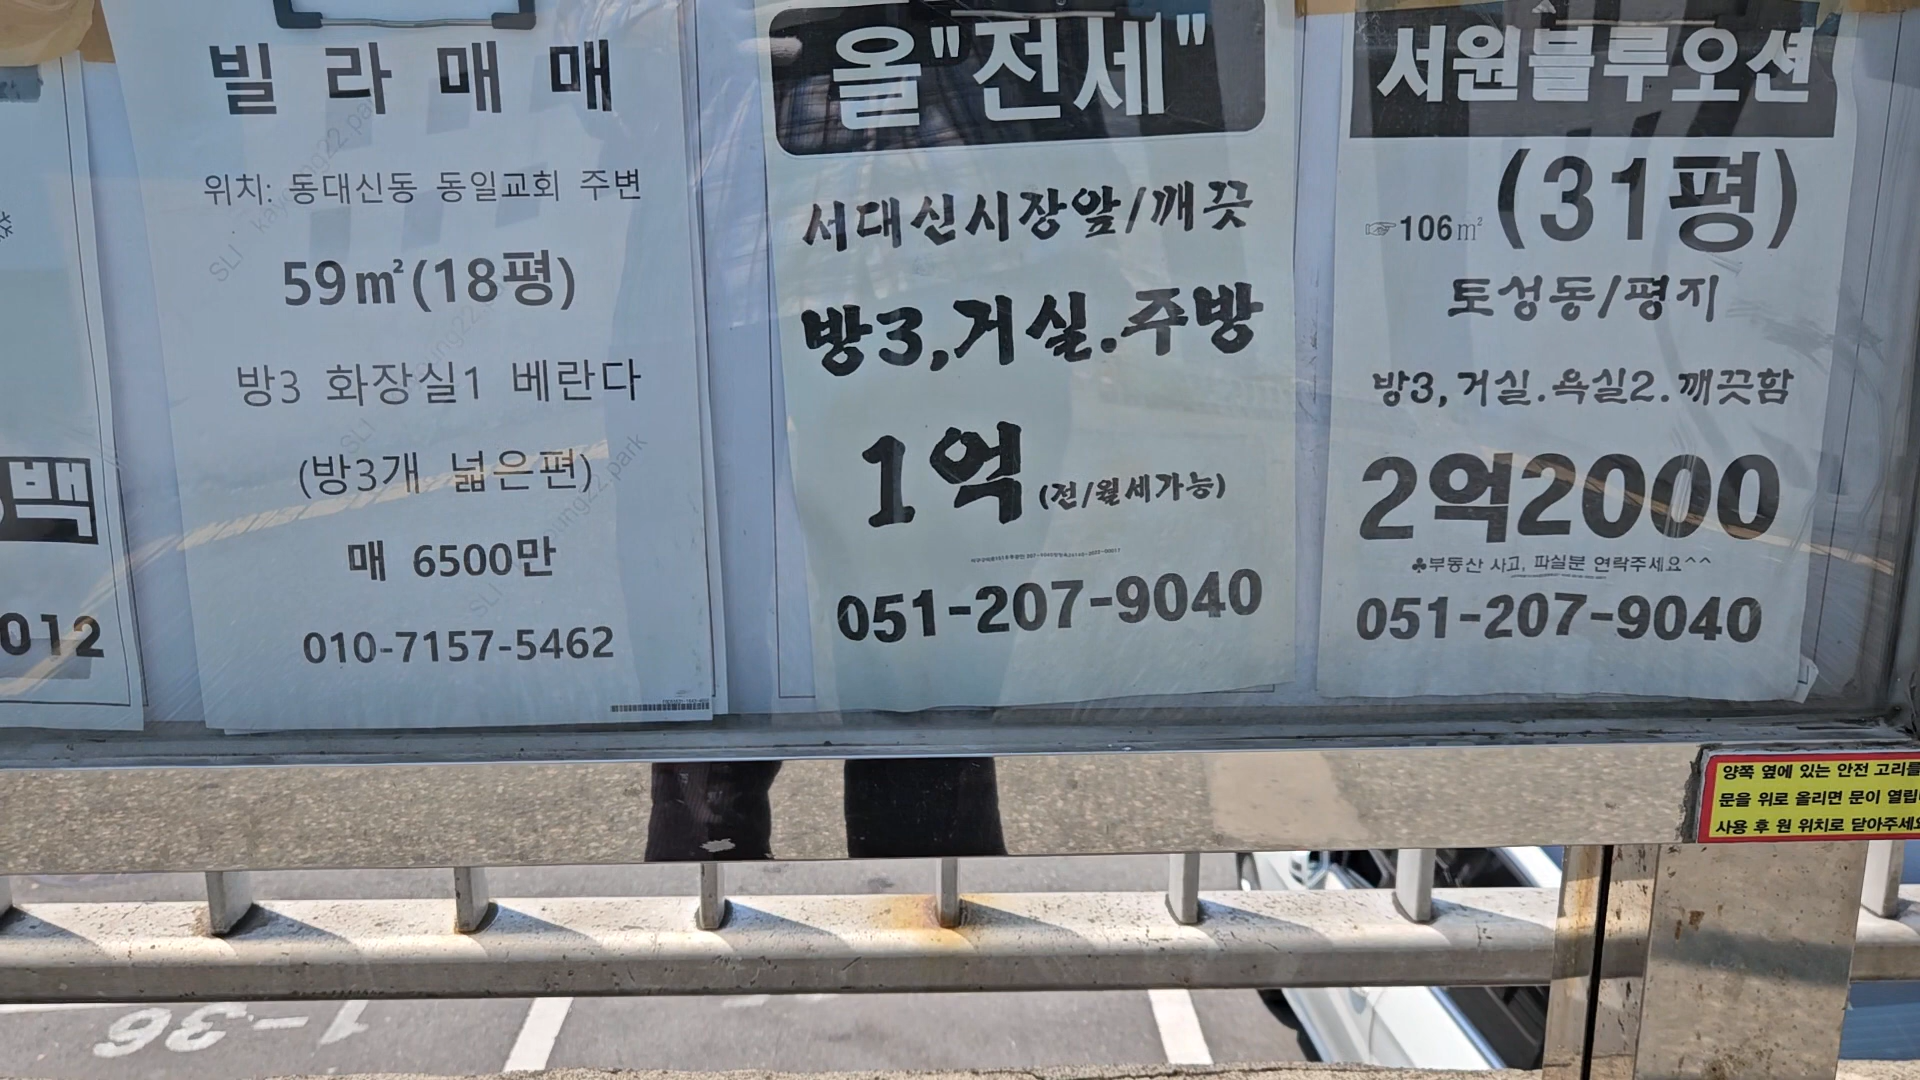 백
012
빌라매매
위치: 동대신동 동일교회 주변
59㎡(18평)
방3 화장실1 베란다
(방3개 넓은편)
매 6500만
010-7157-5462
올"전세"
서대신시장앞/깨끗
방3,거실.주방
1억(전/월세가능)
051-207-9040
서원블루오션
☞106㎡(31평)
토성동/평지
방3,거실.욕실2.깨끗함
2억2000
♣부동산 사고, 파실분 연락주세요^^
051-207-9040
양쪽 옆에 있는 안전 고리를
문을 위로 올리면 문이 열립
사용 후 원 위치로 닫아주세요
1-36